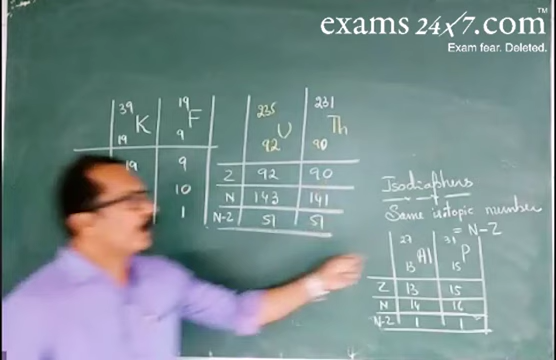 exams 24x7.com™
Exam fear. Deleted.
39 K 19 19 F 9
19 9
10
1
235 U 92 231 Th 90
Z 92 90
N 143 141
N-Z 51 51
Isodiaphers
Same isotopic number
= N-Z
27 Al 13 31 P 15
Z 13 15
N 14 16
N-Z 1 1